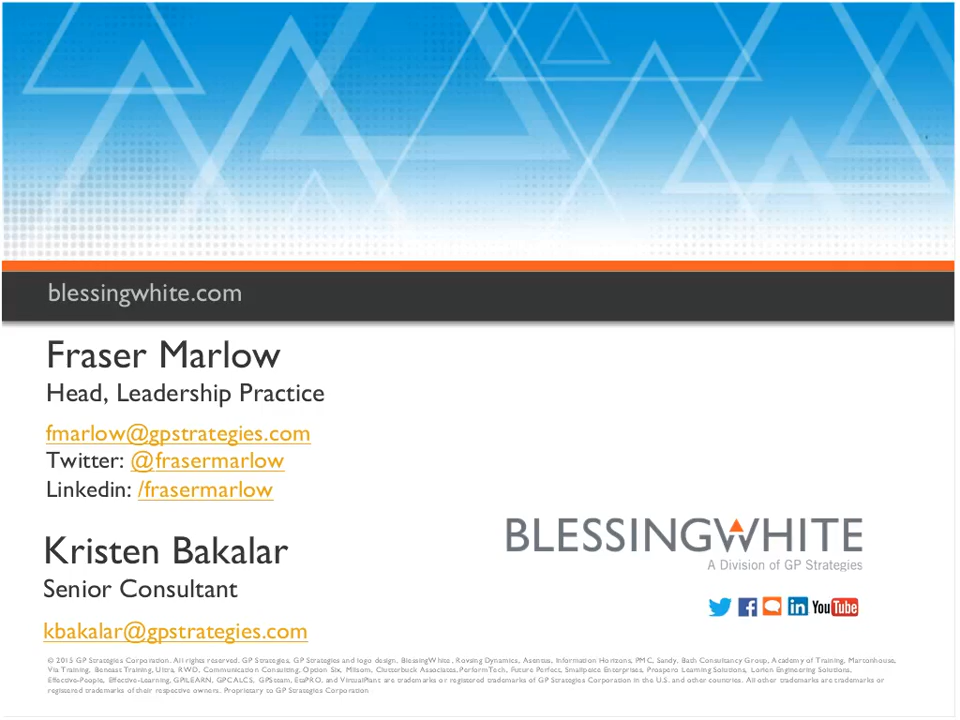 blessingwhite.com
Fraser Marlow
Head, Leadership Practice
fmarlow@gpstrategies.com
Twitter: @frasermarlow
Linkedin: /frasermarlow
Kristen Bakalar
Senior Consultant
kbakalar@gpstrategies.com
BLESSINGWHITE
A Division of GP Strategies
You Tube
© 2015 GP Strategies Corporation. All rights reserved. GP Strategies, GP Strategies and logo design, BlessingWhite, Rovsing Dynamics, Asentus, Information Horizons, PMC, Sandy, Bath Consultancy Group, Academy of Training, Martonhouse,
Via Training, Beneast Training, Ultra, RWD, Communication Consulting, Option Six, Milsom, Clutterbuck Associates, PerformTech, Future Perfect, Smallpeice Enterprises, Prospero Learning Solutions, Lorien Engineering Solutions,
Effective-People, Effective-Learning, GPiLEARN, GPCALCS, GPSteam, EtaPRO, and VirtualPlant are trademarks or registered trademarks of GP Strategies Corporation in the U.S. and other countries. All other trademarks are trademarks or
registered trademarks of their respective owners. Proprietary to GP Strategies Corporation